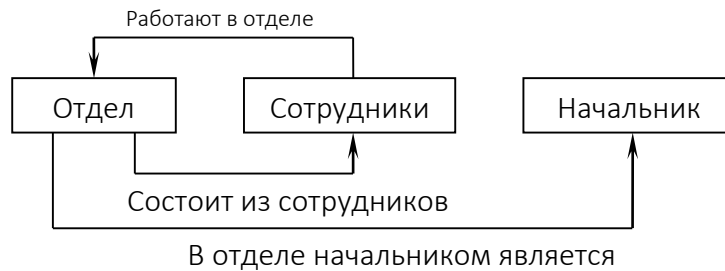 Работают в отделе
Отдел
Сотрудники
Начальник
Состоит из сотрудников
В отделе начальником является